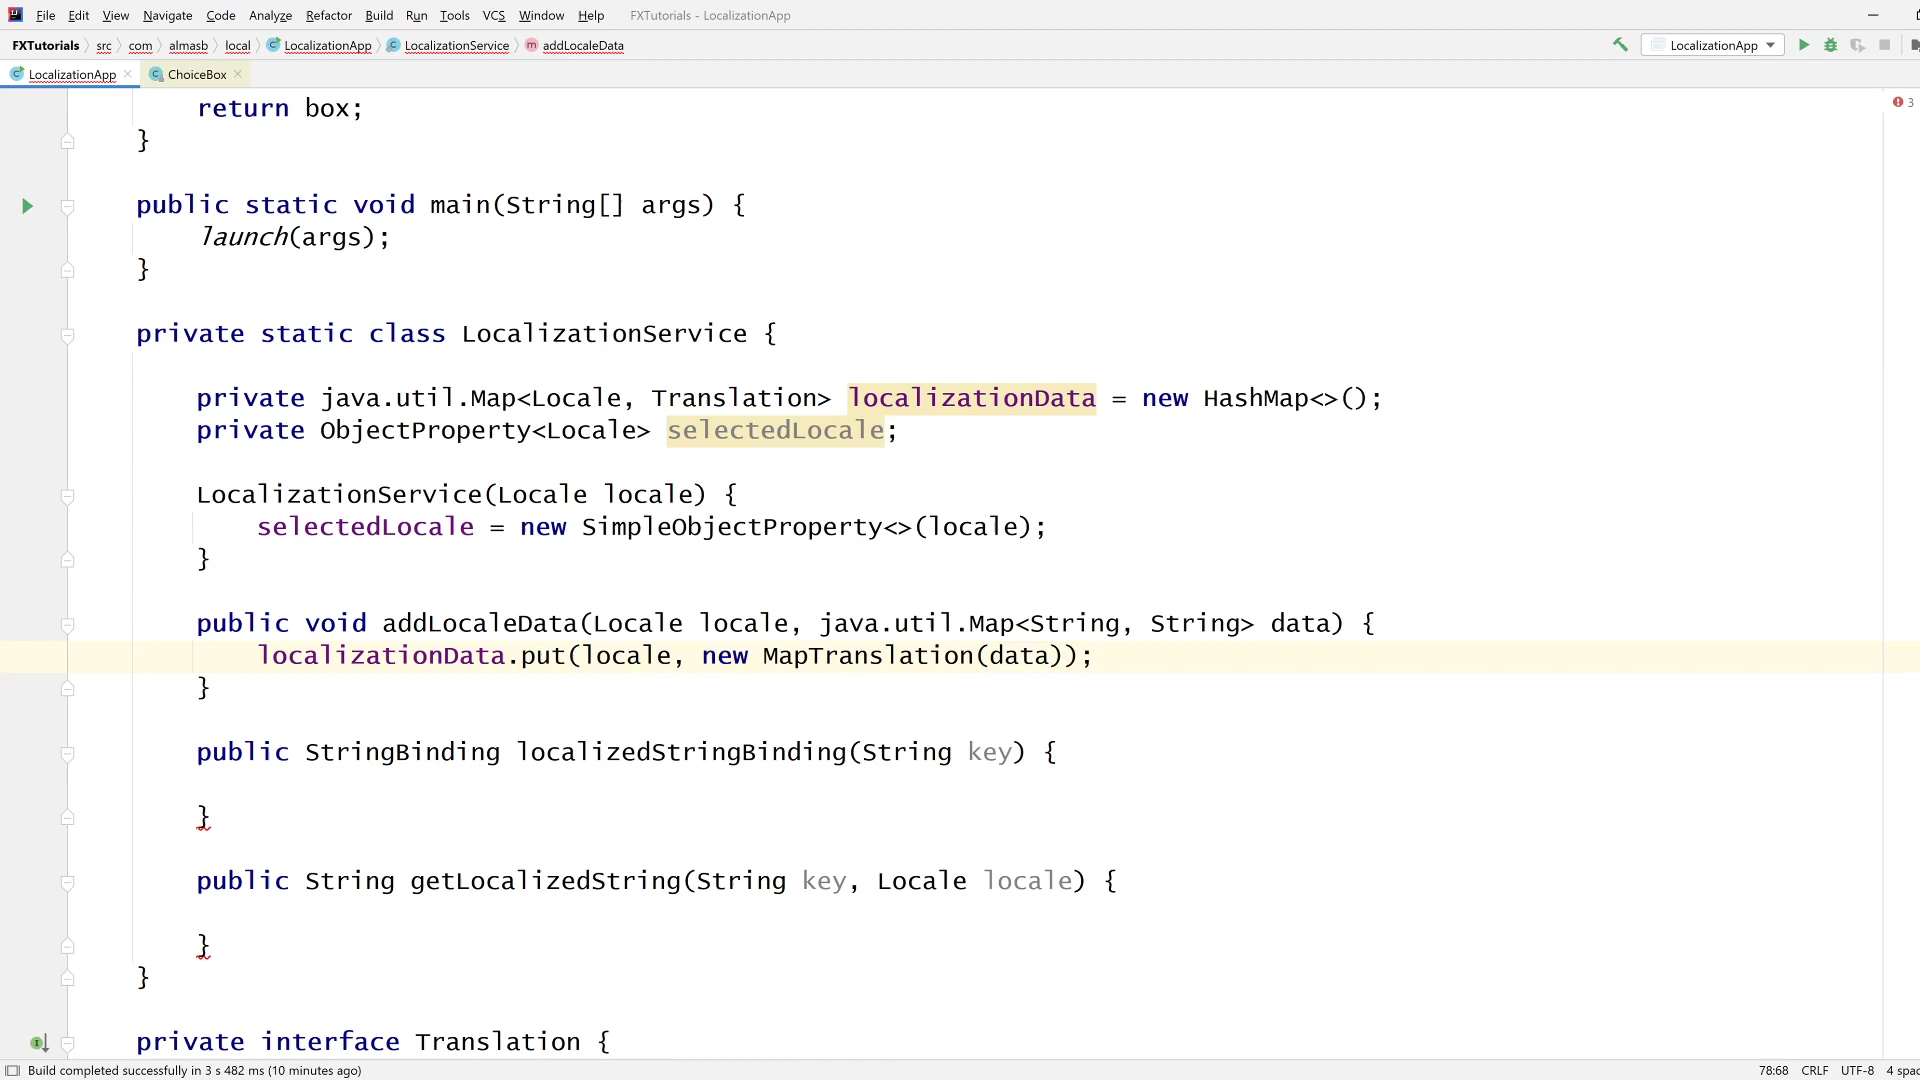 File Edit View Navigate Code Analyze Refactor Build Run Tools VCS Window Help FXTutorials - LocalizationApp
FXTutorials src com almasb local LocalizationApp LocalizationService addLocaleData LocalizationApp
LocalizationApp ChoiceBox
return box;
3
}
public static void main(String[] args) {
launch(args);
}
private static class LocalizationService {
private java.util.Map<Locale, Translation> localizationData = new HashMap<>();
private ObjectProperty<Locale> selectedLocale;
LocalizationService(Locale locale) {
selectedLocale = new SimpleObjectProperty<>(locale);
}
public void addLocaleData(Locale locale, java.util.Map<String, String> data) {
localizationData.put(locale, new MapTranslation(data));
}
public StringBinding localizedStringBinding(String key) {
}
public String getLocalizedString(String key, Locale locale) {
}
}
private interface Translation {
Build completed successfully in 3 s 482 ms (10 minutes ago) 78:68 CRLF UTF-8 4 spac